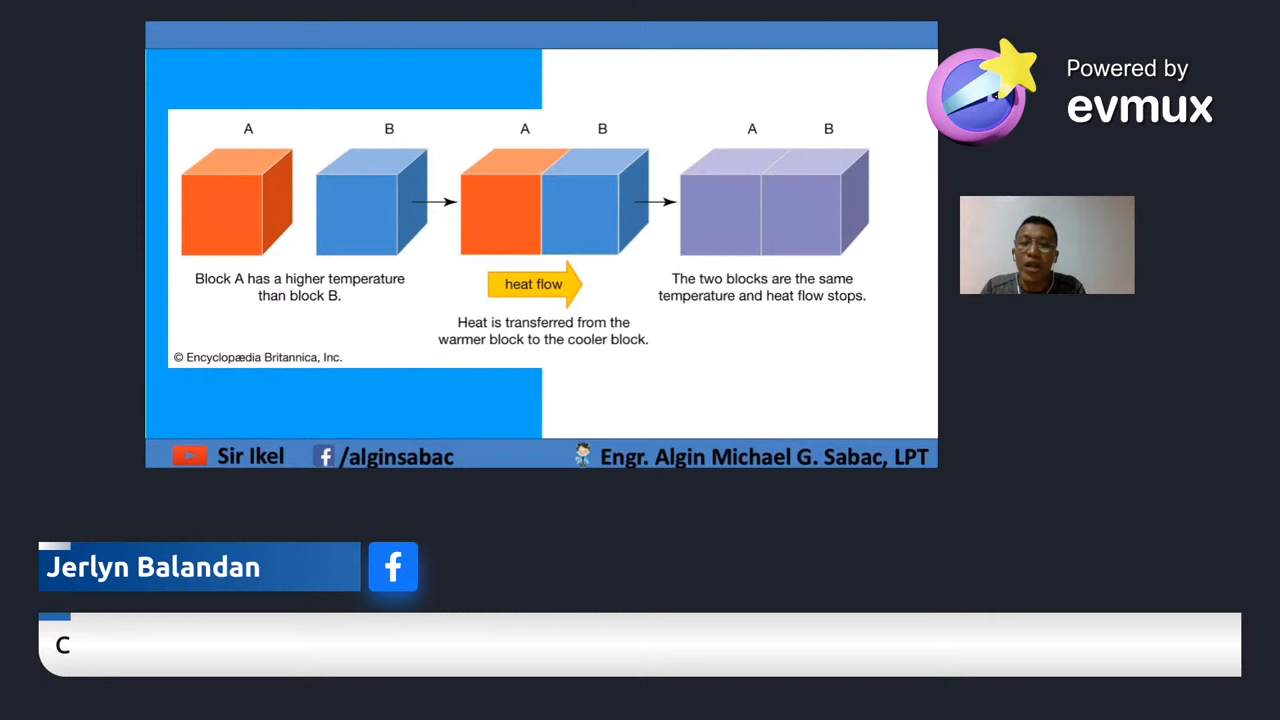 Powered by
evmux
A
B
A
B
A
B
Block A has a higher temperature
than block B.
heat flow
Heat is transferred from the
warmer block to the cooler block.
The two blocks are the same
temperature and heat flow stops.
© Encyclopædia Britannica, Inc.
Sir Ikel
/alginsabac
Engr. Algin Michael G. Sabac, LPT
Jerlyn Balandan
C